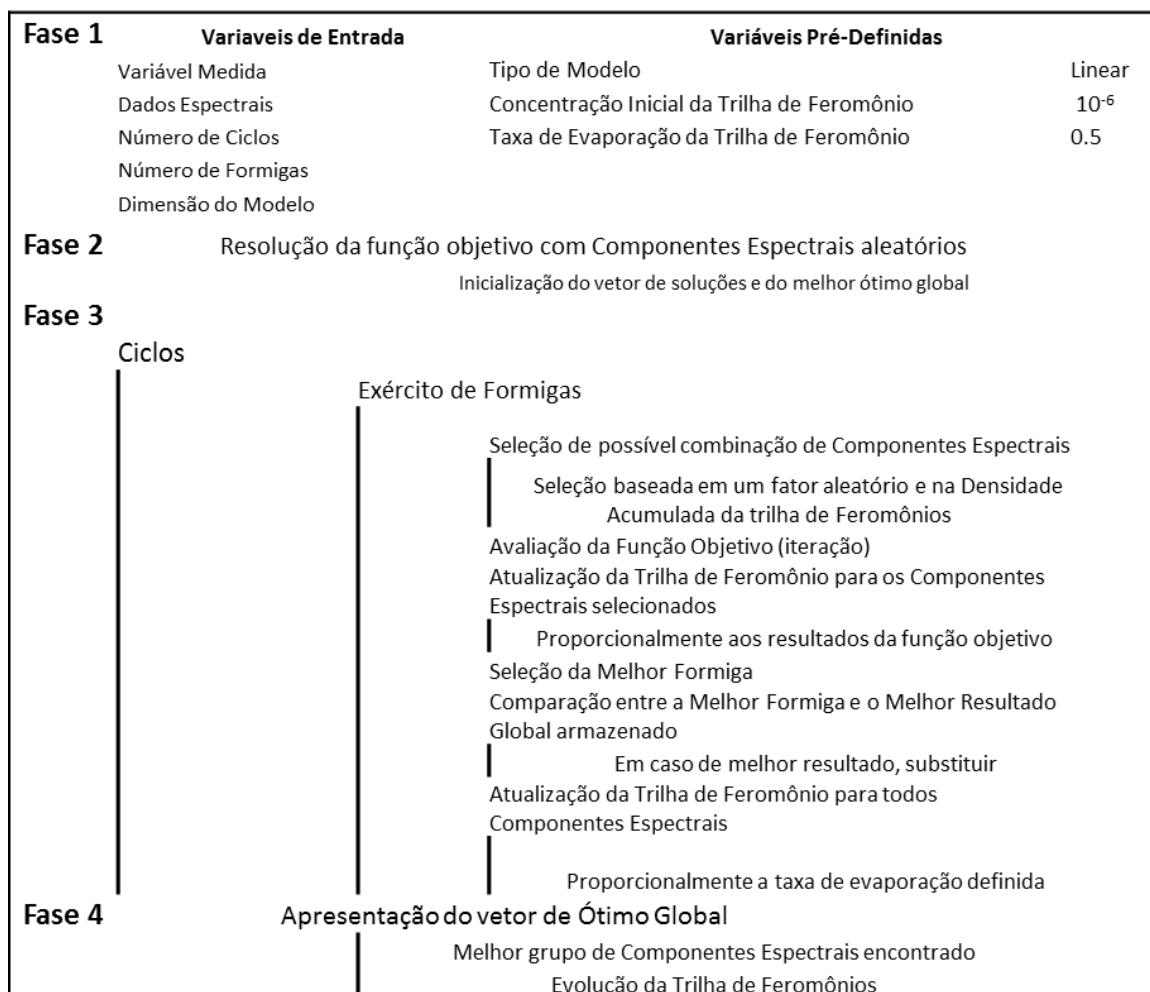 Fase 1 Variaveis de Entrada Variáveis Pré-Definidas
Variável Medida Tipo de Modelo Linear
Dados Espectrais Concentração Inicial da Trilha de Feromônio 10⁻⁶
Número de Ciclos Taxa de Evaporação da Trilha de Feromônio 0.5
Número de Formigas
Dimensão do Modelo
Fase 2 Resolução da função objetivo com Componentes Espectrais aleatórios
Inicialização do vetor de soluções e do melhor ótimo global
Fase 3
Ciclos
Exército de Formigas
Seleção de possível combinação de Componentes Espectrais
Seleção baseada em um fator aleatório e na Densidade
Acumulada da trilha de Feromônios
Avaliação da Função Objetivo (iteração)
Atualização da Trilha de Feromônio para os Componentes
Espectrais selecionados
Proporcionalmente aos resultados da função objetivo
Seleção da Melhor Formiga
Comparação entre a Melhor Formiga e o Melhor Resultado
Global armazenado
Em caso de melhor resultado, substituir
Atualização da Trilha de Feromônio para todos
Componentes Espectrais
Proporcionalmente a taxa de evaporação definida
Fase 4 Apresentação do vetor de Ótimo Global
Melhor grupo de Componentes Espectrais encontrado
Evolução da Trilha de Feromônios